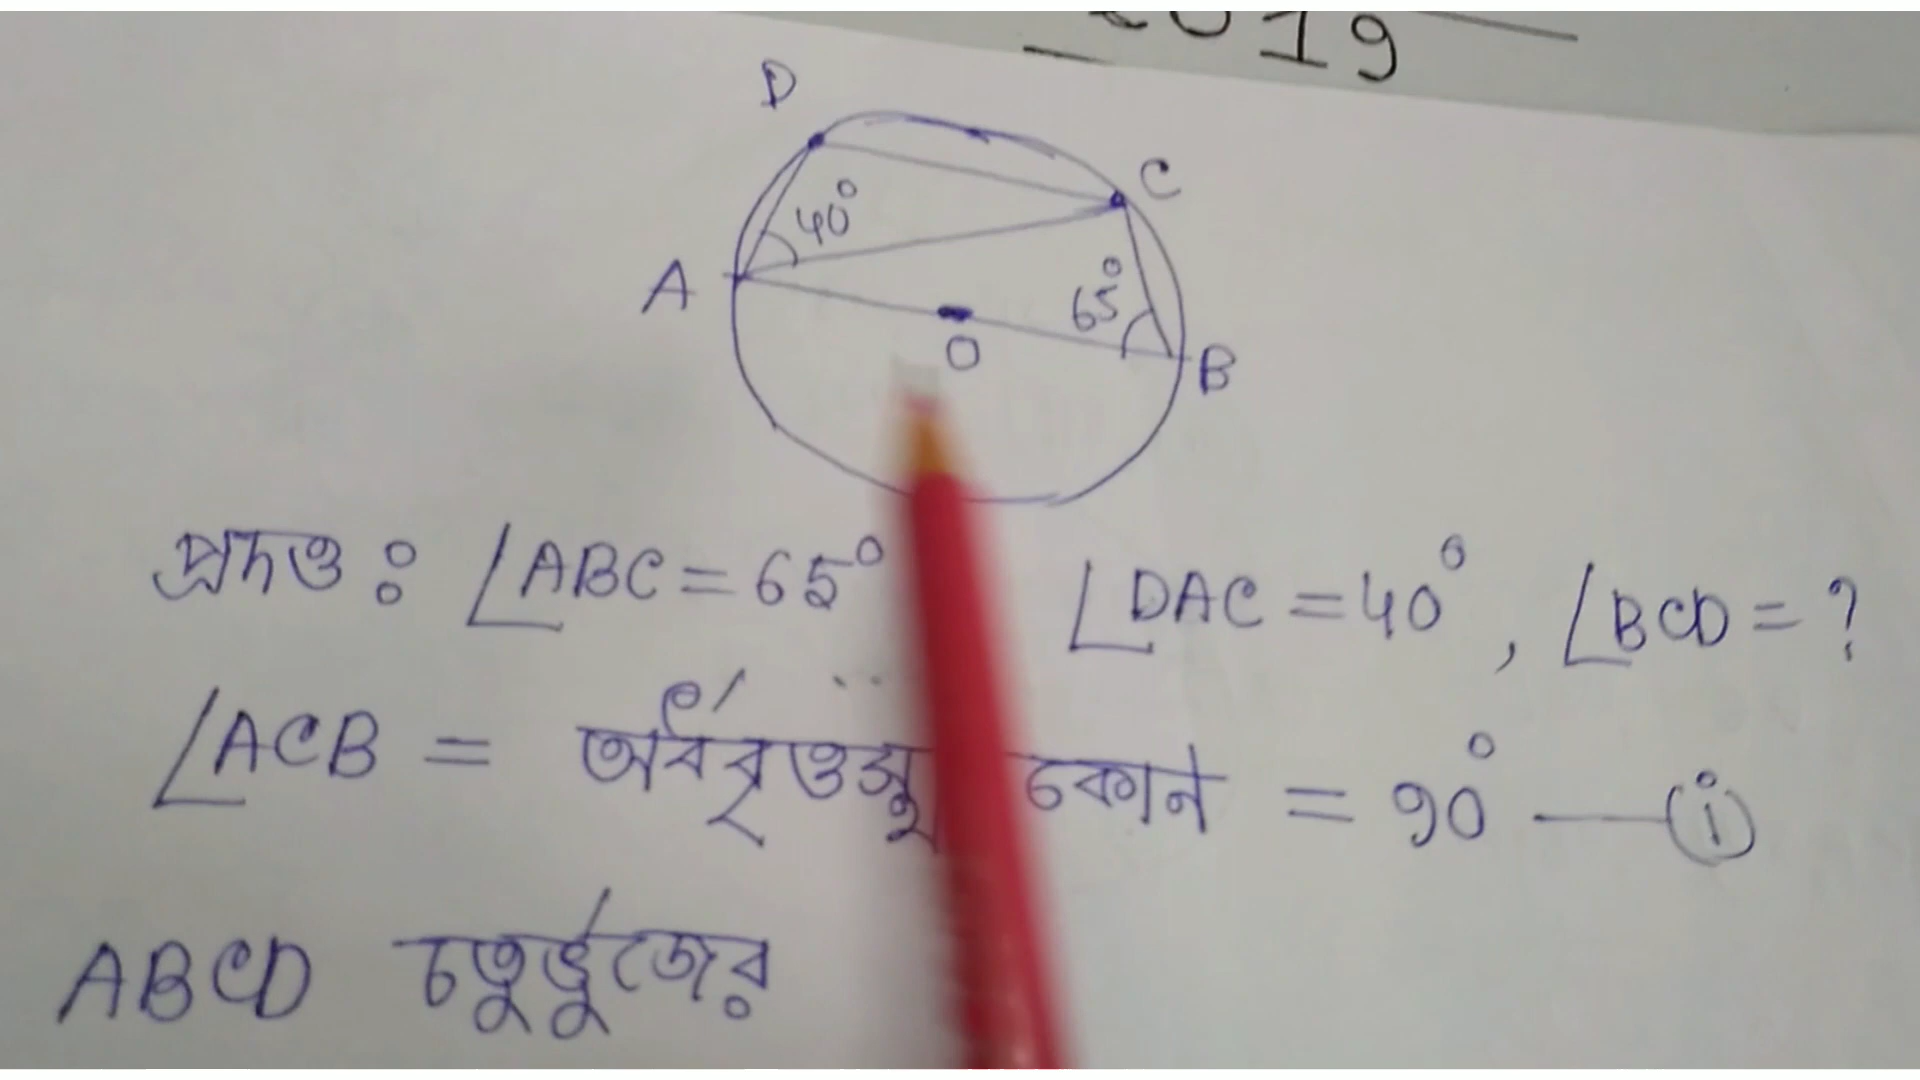 2019
D
C
40°
A
65°
O
B
প্রদত্ত : ∠ABC = 65° ∠DAC = 40° , ∠BCD = ?
∠ACB = অর্ধবৃত্তস্থ কোন = 90° — (i)
ABCD চতুর্ভুজের